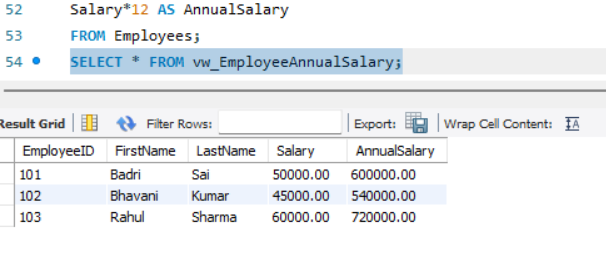 52 Salary*12 AS AnnualSalary
53 FROM Employees;
54 SELECT * FROM vw_EmployeeAnnualSalary;
Result Grid Filter Rows: Export: Wrap Cell Content:
EmployeeID FirstName LastName Salary AnnualSalary
101 Badri Sai 50000.00 600000.00
102 Bhavani Kumar 45000.00 540000.00
103 Rahul Sharma 60000.00 720000.00